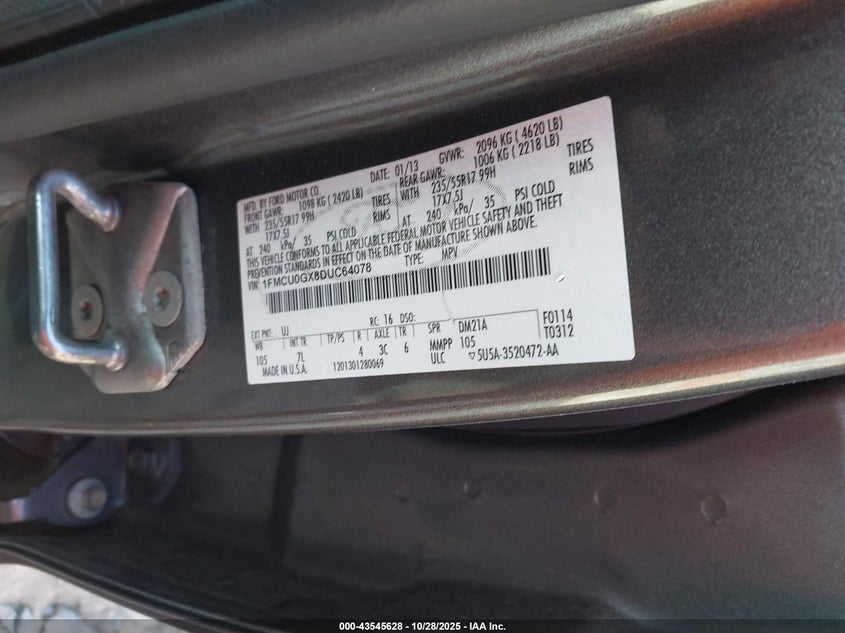 MFD. BY FORD MOTOR CO.
DATE: 01/13 GVWR: 2096 KG ( 4620 LB)
FRONT GAWR: 1098 KG ( 2420 LB) REAR GAWR: 1006 KG ( 2218 LB)
WITH 235/55R17 99H TIRES WITH 235/55R17 99H TIRES
17X7.5J RIMS 17X7.5J RIMS
AT 240 kPa/ 35 PSI COLD AT 240 kPa/ 35 PSI COLD
THIS VEHICLE CONFORMS TO ALL APPLICABLE FEDERAL MOTOR VEHICLE SAFETY AND THEFT
PREVENTION STANDARDS IN EFFECT ON THE DATE OF MANUFACTURE SHOWN ABOVE.
VIN: 1FMCU0GX8DUC64078 TYPE: MPV
EXT PNT: UJ RC: 16 DSO:
WB INT TR TP/PS R AXLE TR SPR DM21A F0114
105 7L 4 3C 6 MMPP 105 T0312
MADE IN U.S.A. 1201301280069 ULC 5U5A-3520472-AA
000-43545628 - 10/28/2025 - IAA Inc.